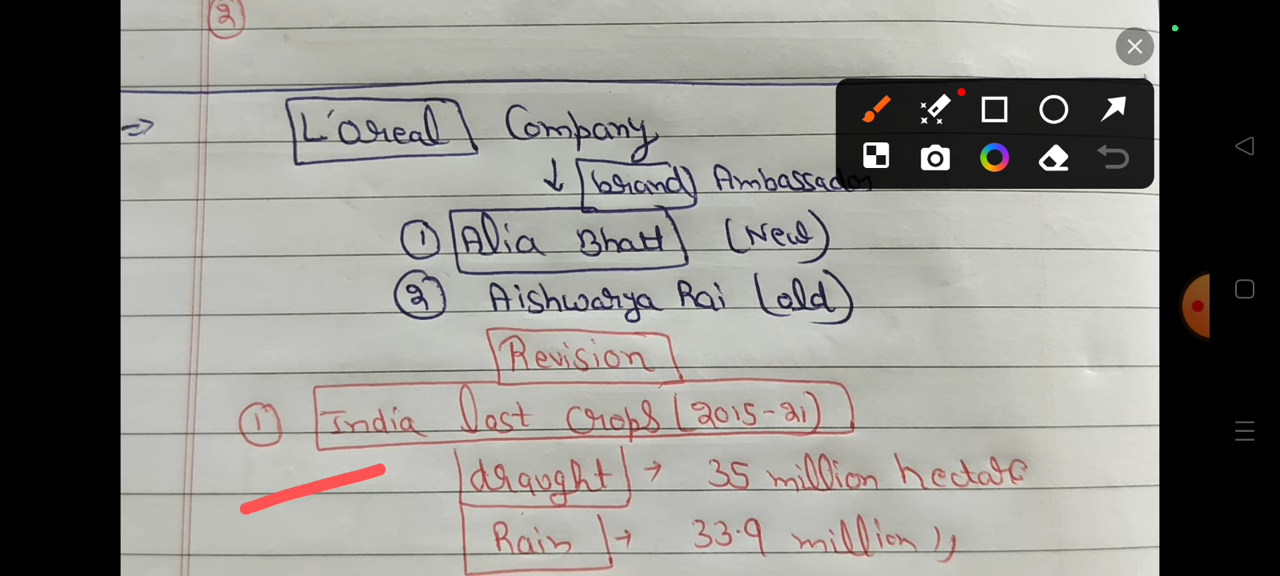 2
⇒ L'oreal Company
↓ brand Ambassador
① Alia Bhatt (New)
② Aishwarya Rai (old)
Revision
① India Lost Crops (2015-21)
draught → 35 million hectare
Rain → 33.9 million ,,